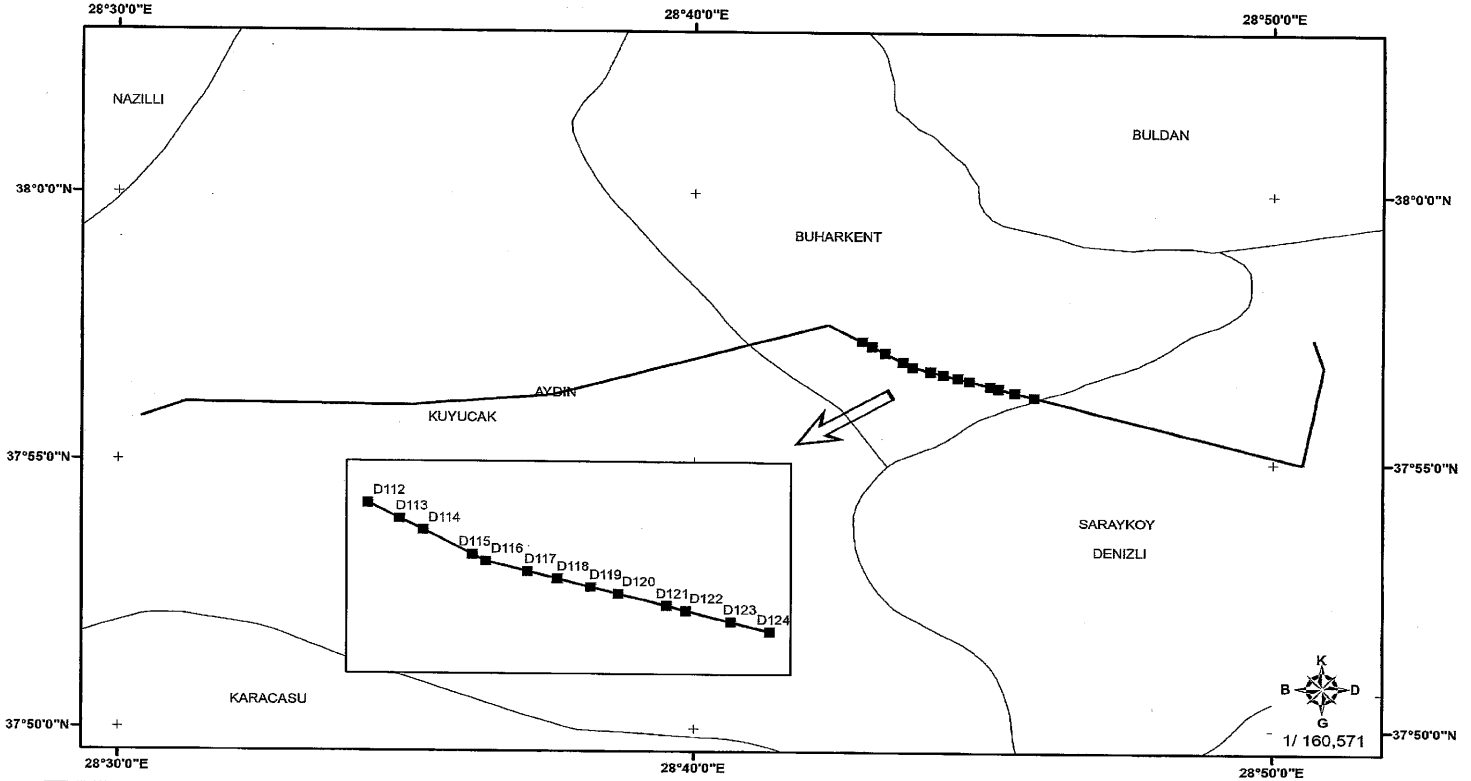 28°30'0"E
28°40'0"E
28°50'0"E
NAZILLI
BULDAN
38°0'0"N
38°0'0"N
BUHARKENT
AYDIN
KUYUCAK
37°55'0"N
37°55'0"N
D112
D113
D114
D115
D116
D117
D118
D119
D120
D121
D122
D123
D124
SARAYKOY
DENIZLI
KARACASU
K
B
D
G
37°50'0"N
37°50'0"N
1/ 160,571
28°30'0"E
28°40'0"E
28°50'0"E